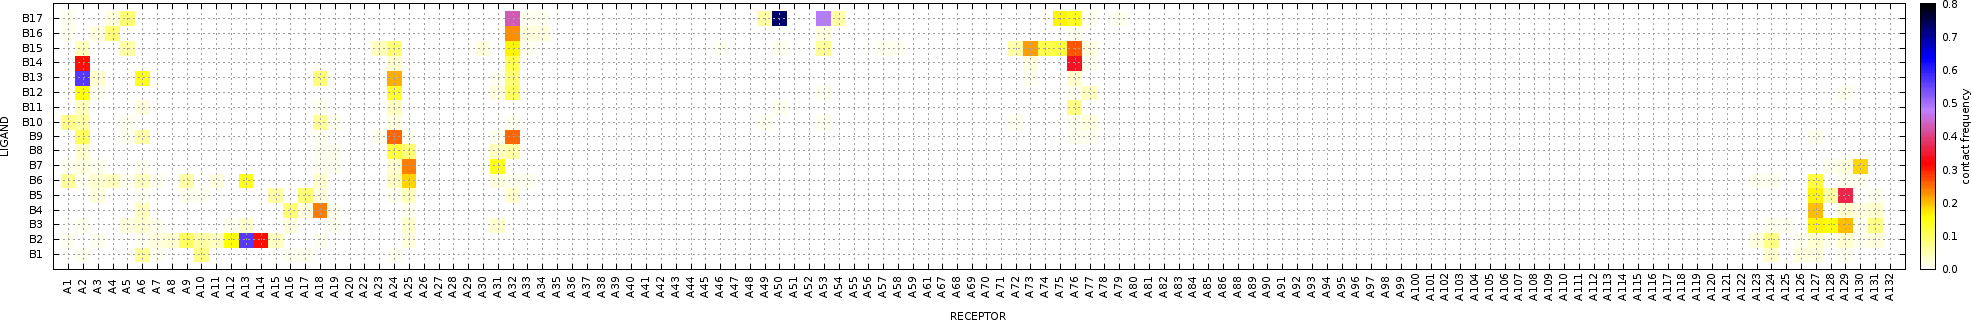 B17
B16
B15
B14
B13
B12
B11
B10
B9
B8
B7
B6
B5
B4
B3
B2
B1
LIGAND
A1 A2 A3 A4 A5 A6 A7 A8 A9 A10 A11 A12 A13 A14 A15 A16 A17 A18 A19 A20 A21 A22 A23 A24 A25 A26 A27 A28 A29 A30 A31 A32 A33 A34 A35 A36 A37 A38 A39 A40 A41 A42 A43 A44 A45 A46 A47 A48 A49 A50 A51 A52 A53 A54 A55 A56 A57 A58 A59 A61 A67 A68 A69 A70 A71 A72 A73 A74 A75 A76 A77 A78 A79 A80 A81 A82 A83 A84 A85 A86 A87 A88 A89 A90 A91 A92 A93 A94 A95 A96 A97 A98 A99 A100 A101 A102 A103 A104 A105 A106 A107 A108 A109 A110 A111 A112 A113 A114 A115 A116 A117 A118 A119 A120 A121 A122 A123 A124 A125 A126 A127 A128 A129 A130 A131 A132
RECEPTOR
0.8
0.7
0.6
0.5
0.4
0.3
0.2
0.1
0.0
contact frequency